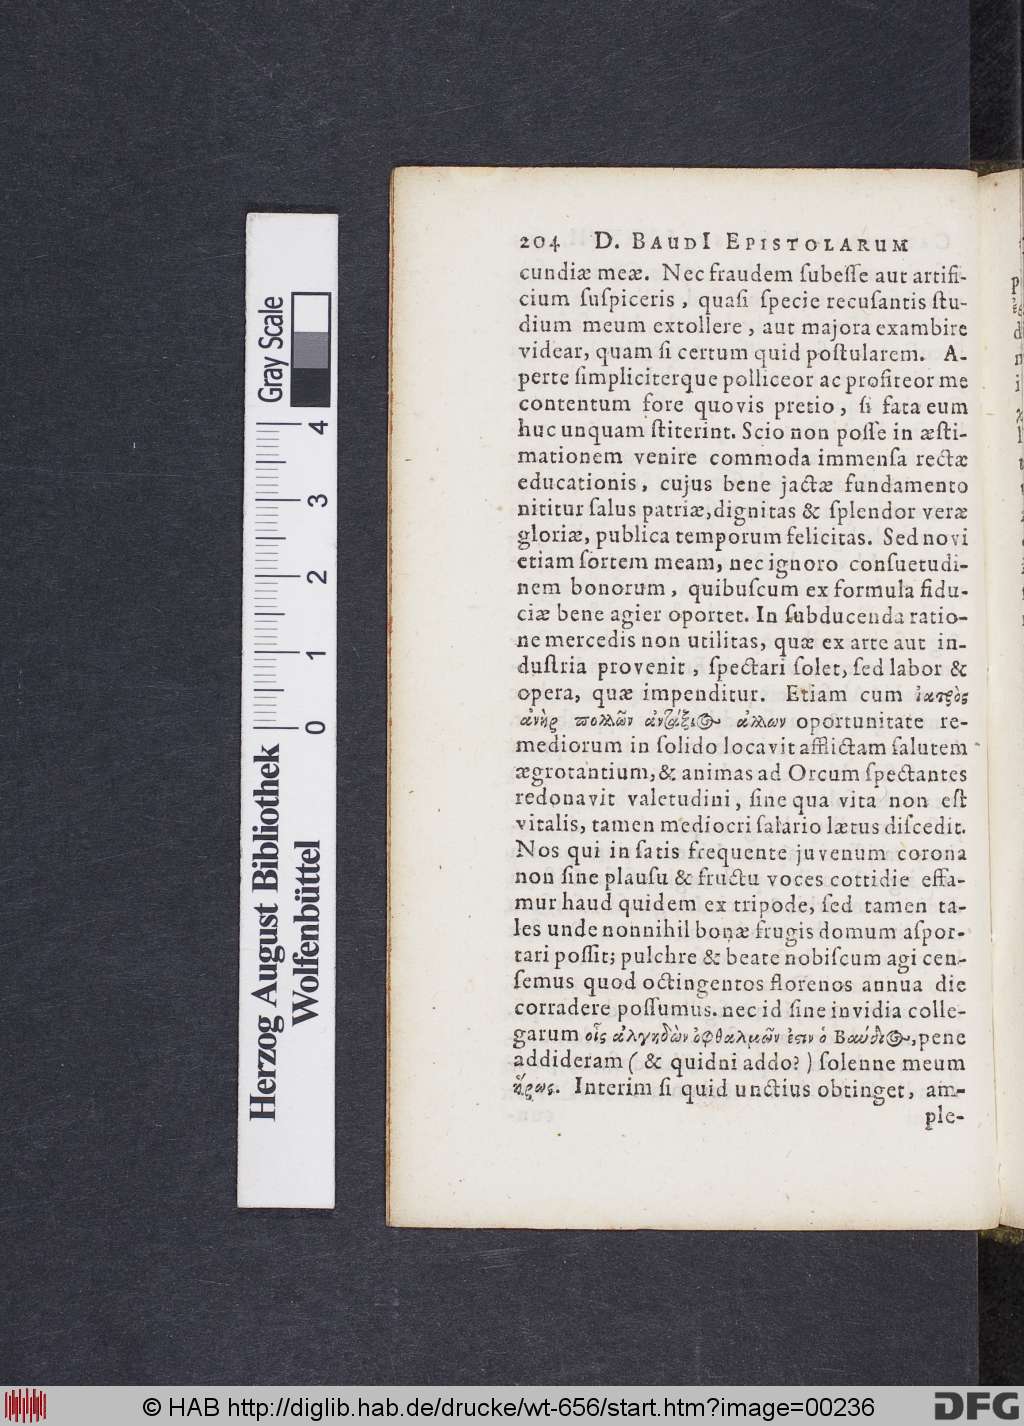 204 D. BAUDI EPISTOLARUM
cundiæ meæ. Nec fraudem ſubeſſe aut artifi-
cium ſuſpiceris, quaſi ſpecie recuſantis ſtu-
dium meum extollere, aut majora exambire
videar, quam ſi certum quid poſtularem. A-
perte ſimpliciterque polliceor ac profiteor me
contentum fore quovis pretio, ſi fata eum
huc unquam ſtiterint. Scio non poſſe in æſti-
mationem venire commoda immenſa rectæ
educationis, cujus bene jactæ fundamento
nititur ſalus patriæ, dignitas & ſplendor veræ
gloriæ, publica temporum felicitas. Sed novi
etiam ſortem meam, nec ignoro conſuetudi-
nem bonorum, quibuſcum ex formula fidu-
ciæ bene agier oportet. In ſubducenda ratio-
ne mercedis non utilitas, quæ ex arte aut in-
duſtria provenit, ſpectari ſolet, ſed labor &
opera, quæ impenditur. Etiam cum ἰατρὸς
ἀνὴρ πολλῶν ἀντάξιος ἄλλων oportunitate re-
mediorum in ſolido locavit afflictam ſalutem
ægrotantium, & animas ad Orcum ſpectantes
redonavit valetudini, ſine qua vita non eſt
vitalis, tamen mediocri ſalario lætus diſcedit.
Nos qui in ſatis frequente juvenum corona
non ſine plauſu & fructu voces cottidie effa-
mur haud quidem ex tripode, ſed tamen ta-
les unde nonnihil bonæ frugis domum aſpor-
tari poſſit; pulchre & beate nobiſcum agi cen-
ſemus quod octingentos florenos annua die
corradere poſſumus. nec id ſine invidia colle-
garum οἷς ἀλγηδὼν ὀφθαλμῶν ἐστιν ὁ Βαύδιος, pene
addideram (& quidni addo?) ſolenne meum
ἥρως. Interim ſi quid unctius obtinget, am-
ple-
Herzog August Bibliothek
Wolfenbüttel
0 1 2 3 4
Gray Scale
© HAB http://diglib.hab.de/drucke/wt-656/start.htm?image=00236
DFG